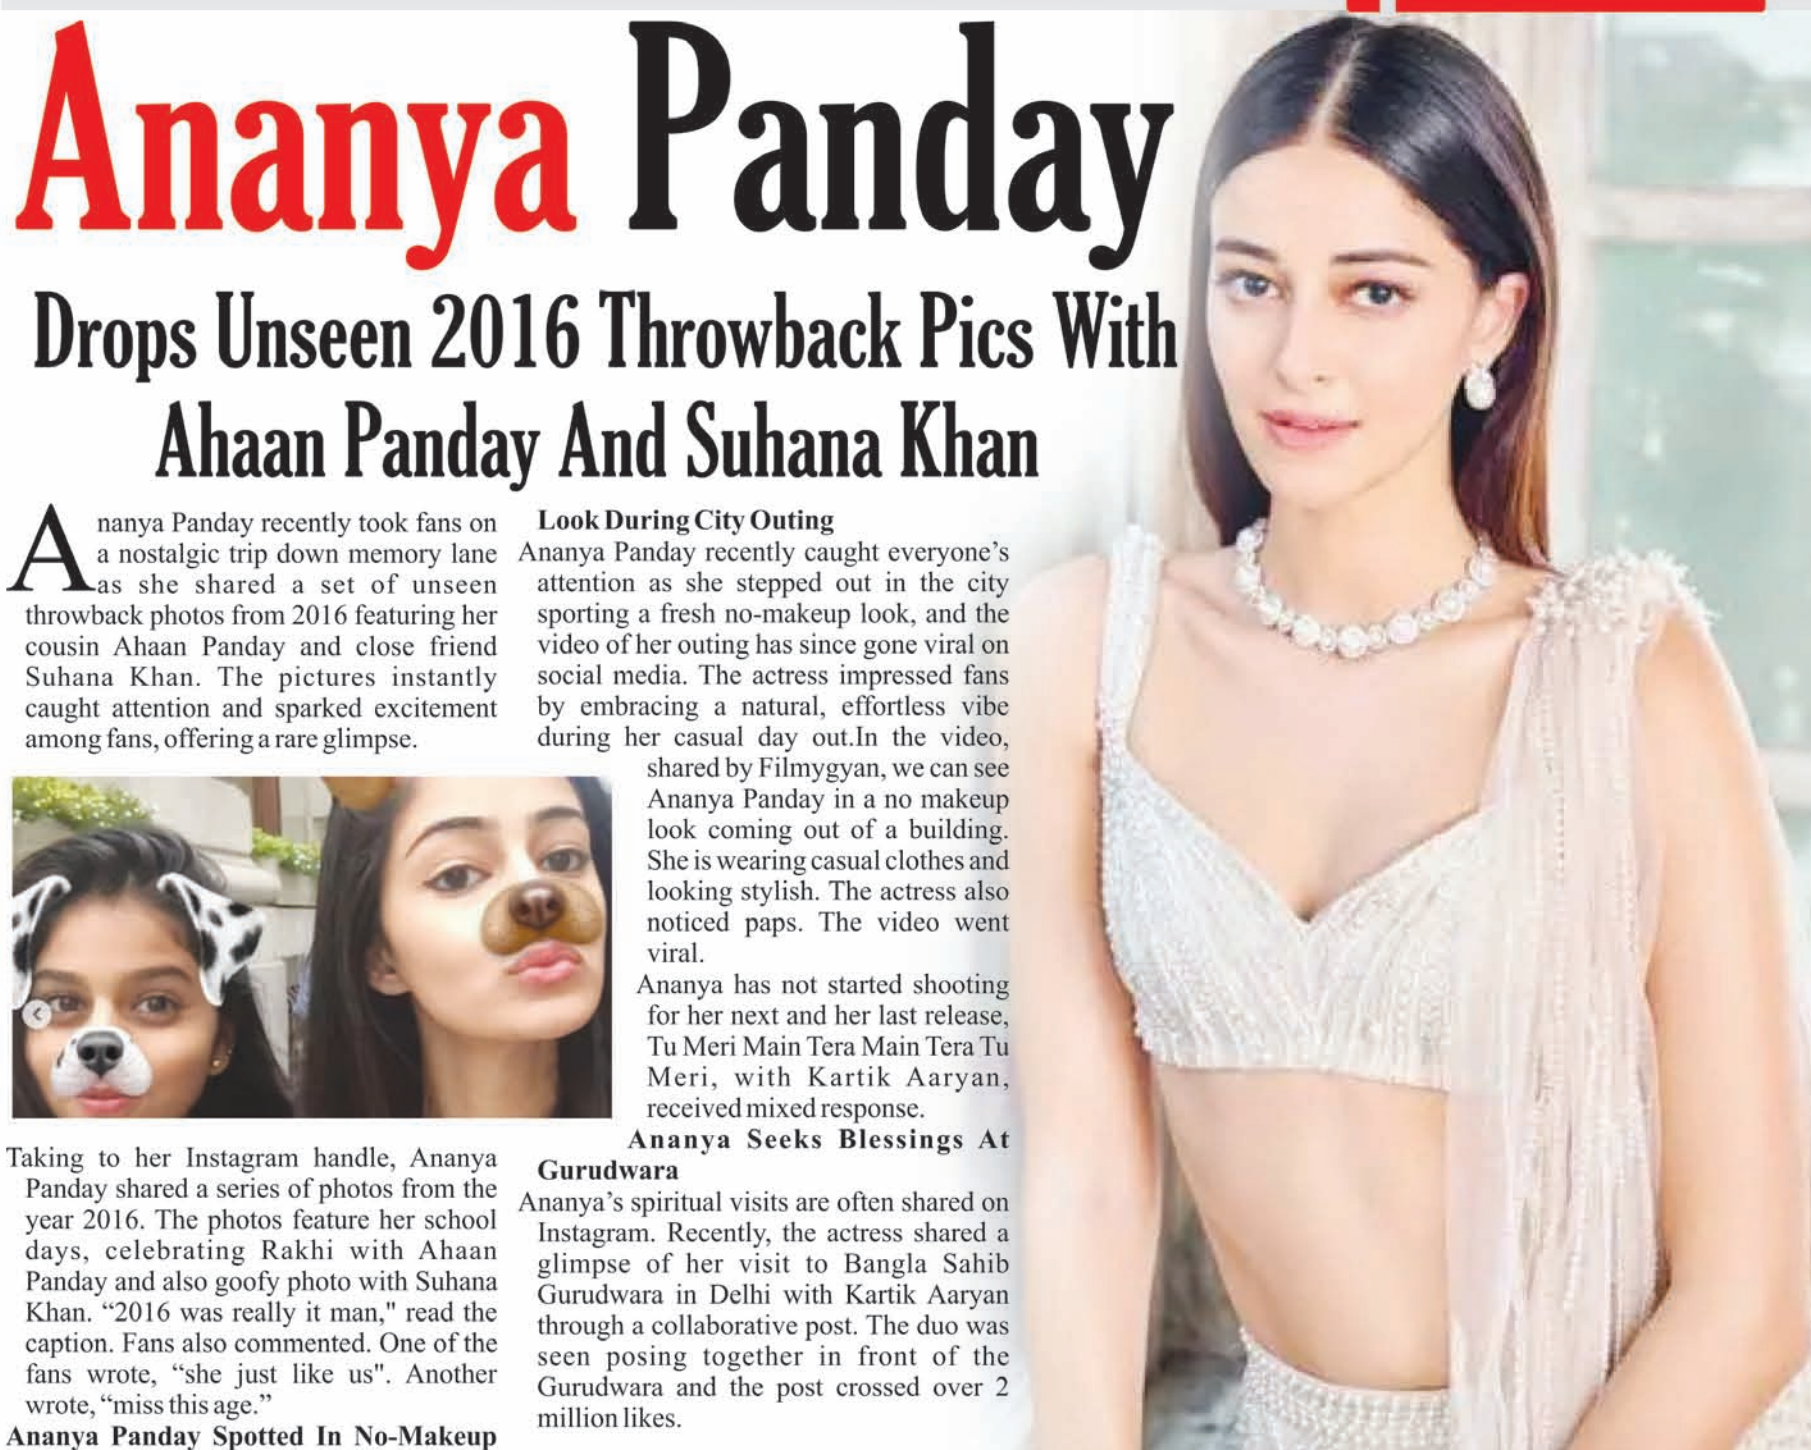 Ananya Panday
Drops Unseen 2016 Throwback Pics With
Ahaan Panday And Suhana Khan
Ananya Panday recently took fans on
a nostalgic trip down memory lane
as she shared a set of unseen
throwback photos from 2016 featuring her
cousin Ahaan Panday and close friend
Suhana Khan. The pictures instantly
caught attention and sparked excitement
among fans, offering a rare glimpse.
Taking to her Instagram handle, Ananya
Panday shared a series of photos from the
year 2016. The photos feature her school
days, celebrating Rakhi with Ahaan
Panday and also goofy photo with Suhana
Khan. “2016 was really it man," read the
caption. Fans also commented. One of the
fans wrote, “she just like us". Another
wrote, “miss this age.”
Ananya Panday Spotted In No-Makeup
Look During City Outing
Ananya Panday recently caught everyone’s
attention as she stepped out in the city
sporting a fresh no-makeup look, and the
video of her outing has since gone viral on
social media. The actress impressed fans
by embracing a natural, effortless vibe
during her casual day out.In the video,
shared by Filmygyan, we can see
Ananya Panday in a no makeup
look coming out of a building.
She is wearing casual clothes and
looking stylish. The actress also
noticed paps. The video went
viral.
Ananya has not started shooting
for her next and her last release,
Tu Meri Main Tera Main Tera Tu
Meri, with Kartik Aaryan,
received mixed response.
Ananya Seeks Blessings At
Gurudwara
Ananya’s spiritual visits are often shared on
Instagram. Recently, the actress shared a
glimpse of her visit to Bangla Sahib
Gurudwara in Delhi with Kartik Aaryan
through a collaborative post. The duo was
seen posing together in front of the
Gurudwara and the post crossed over 2
million likes.